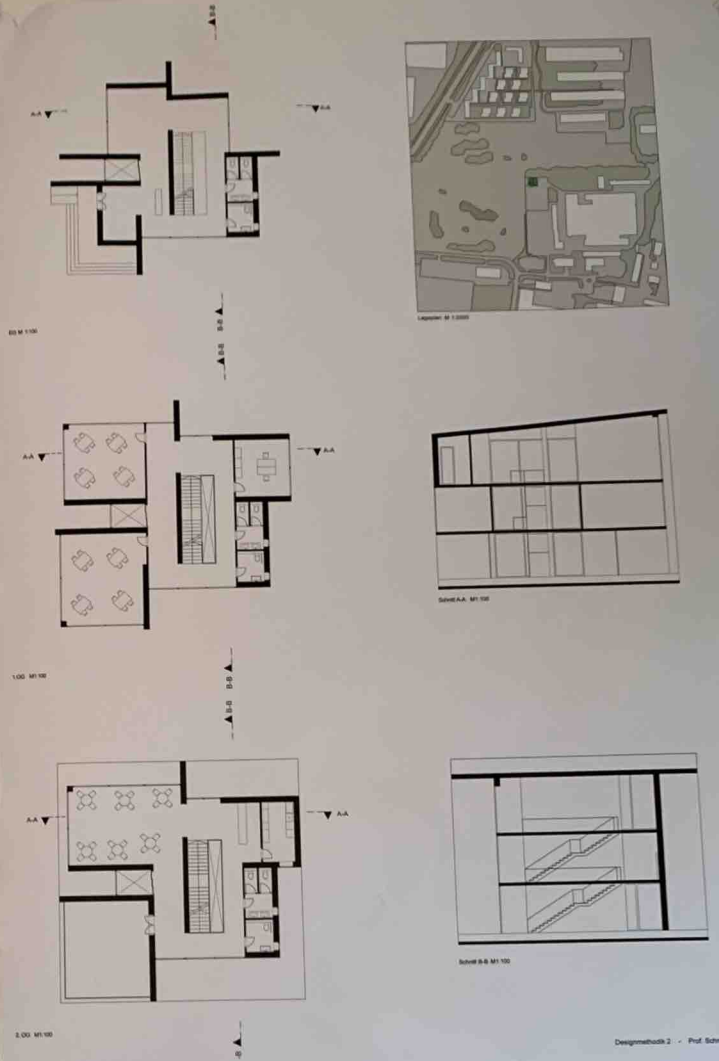 B-B
A-A
A-A
EG M 1:100
B-B
B-B
Lageplan M 1:2000
A-A
A-A
Schnitt A-A M1:100
1.OG M1:100
B-B
B-B
A-A
A-A
Schnitt B-B M1:100
2.OG M1:100
Designmethodik 2 - Prof.